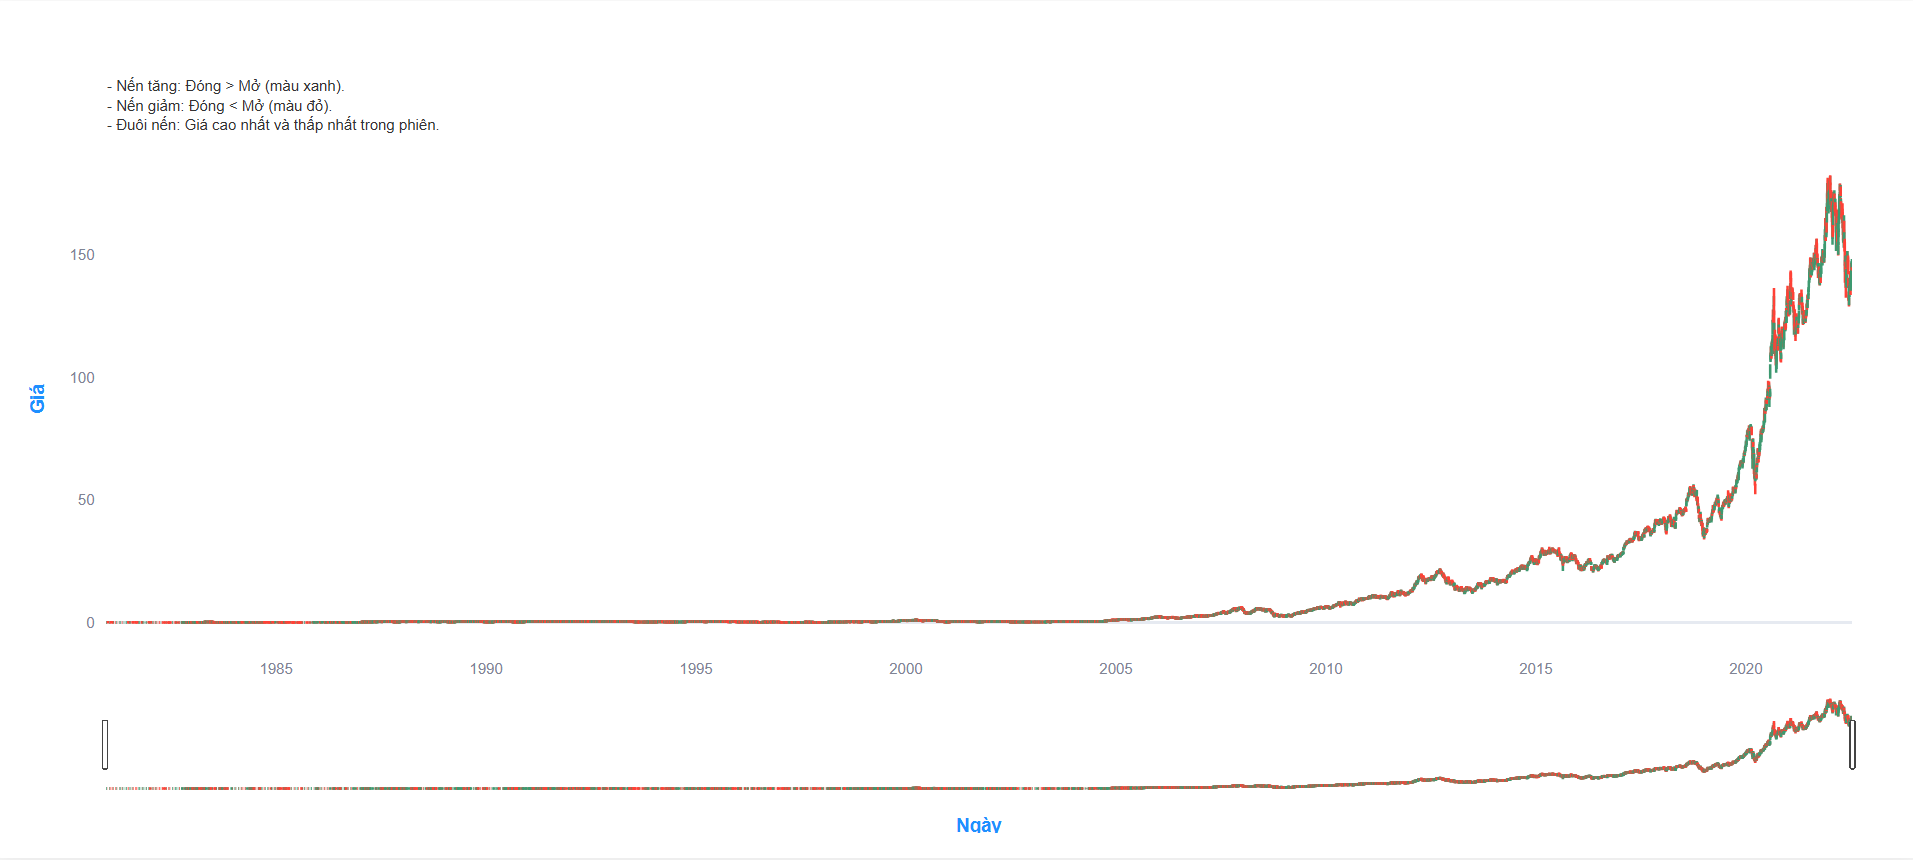 - Nến tăng: Đóng > Mở (màu xanh).
- Nến giảm: Đóng < Mở (màu đỏ).
- Đuôi nến: Giá cao nhất và thấp nhất trong phiên.
150
100
Giá
50
0
1985 1990 1995 2000 2005 2010 2015 2020
Ngày